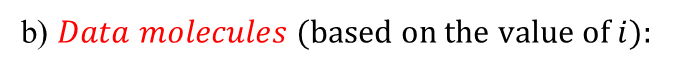 b) Data molecules (based on the value of i):